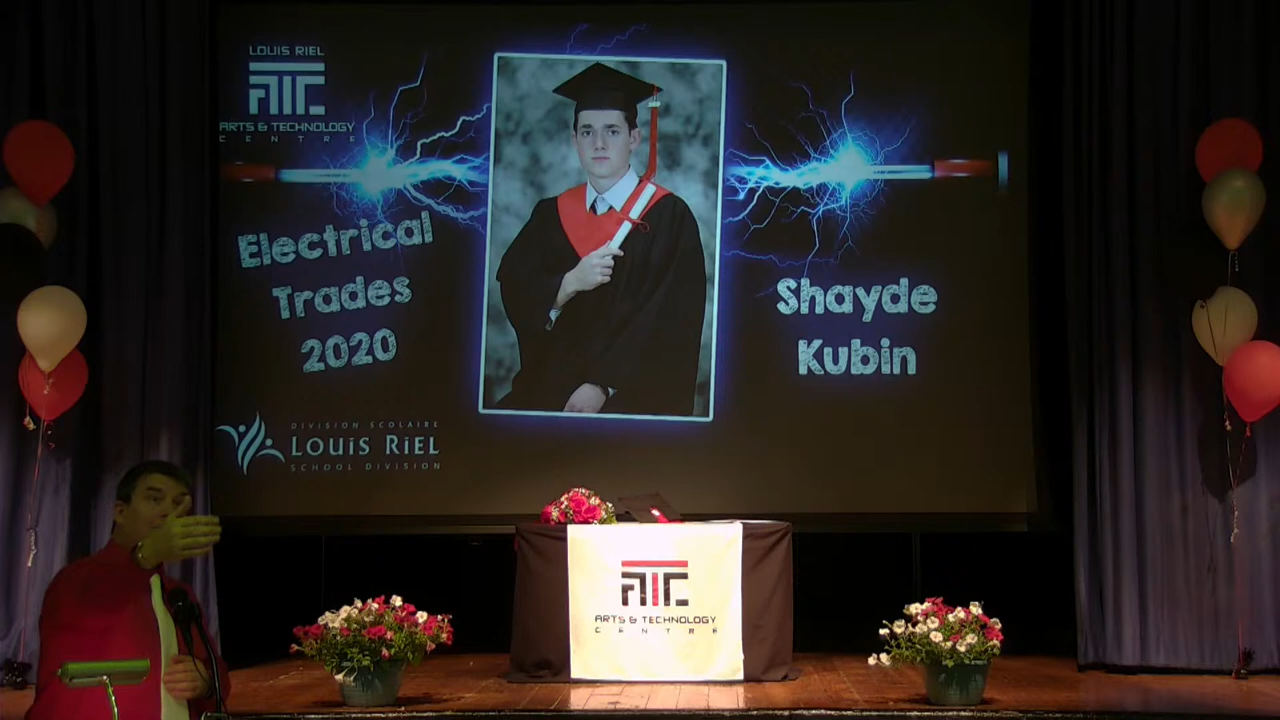 LOUIS RIEL
ATC
ARTS & TECHNOLOGY
CENTRE
Electrical
Trades
2020
Shayde
Kubin
DIVISION SCOLAIRE
LOUIS RIEL
SCHOOL DIVISION
ATC
ARTS & TECHNOLOGY
CENTRE